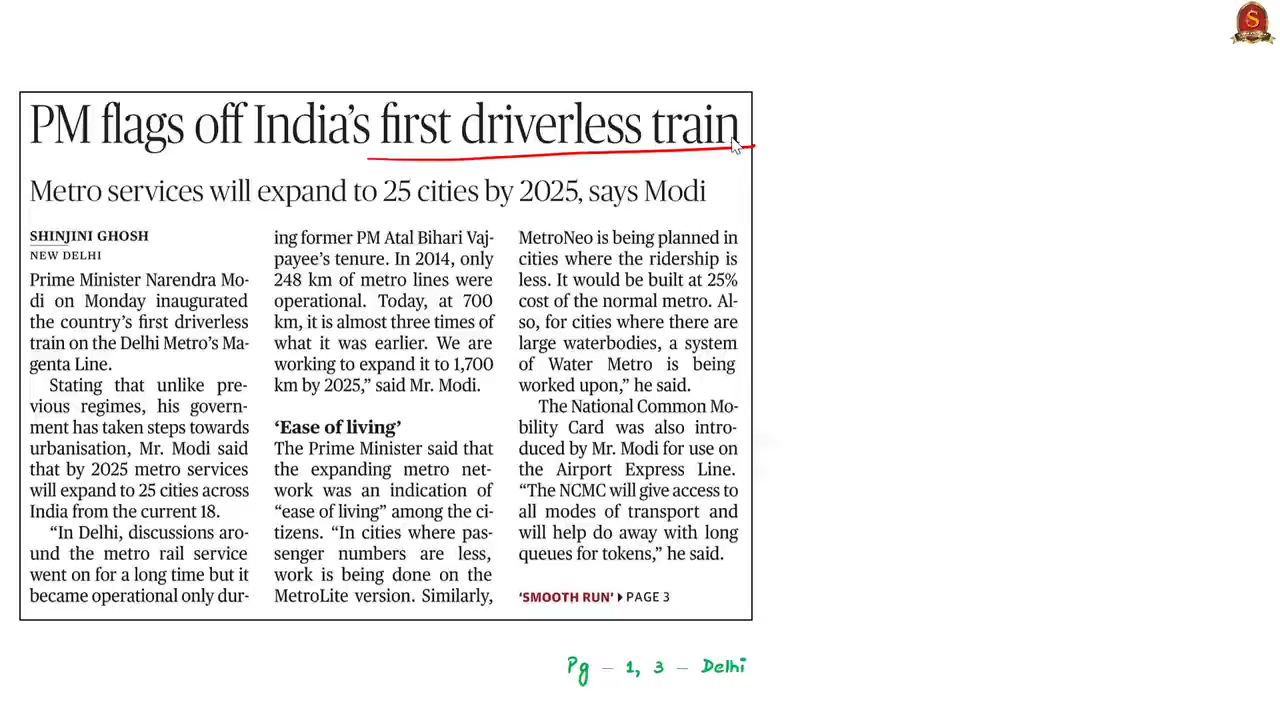 S
PM flags off India's first driverless train
Metro services will expand to 25 cities by 2025, says Modi
SHINJINI GHOSH
NEW DELHI
Prime Minister Narendra Mo-
di on Monday inaugurated
the country's first driverless
train on the Delhi Metro's Ma-
genta Line.
Stating that unlike pre-
vious regimes, his govern-
ment has taken steps towards
urbanisation, Mr. Modi said
that by 2025 metro services
will expand to 25 cities across
India from the current 18.
"In Delhi, discussions aro-
und the metro rail service
went on for a long time but it
became operational only dur-
ing former PM Atal Bihari Vaj-
payee's tenure. In 2014, only
248 km of metro lines were
operational. Today, at 700
km, it is almost three times of
what it was earlier. We are
working to expand it to 1,700
km by 2025," said Mr. Modi.
'Ease of living'
The Prime Minister said that
the expanding metro net-
work was an indication of
"ease of living" among the ci-
tizens. "In cities where pas-
senger numbers are less,
work is being done on the
MetroLite version. Similarly,
MetroNeo is being planned in
cities where the ridership is
less. It would be built at 25%
cost of the normal metro. Al-
so, for cities where there are
large waterbodies, a system
of Water Metro is being
worked upon," he said.
The National Common Mo-
bility Card was also intro-
duced by Mr. Modi for use on
the Airport Express Line.
"The NCMC will give access to
all modes of transport and
will help do away with long
queues for tokens," he said.
'SMOOTH RUN' ▸ PAGE 3
Pg – 1, 3 – Delhi